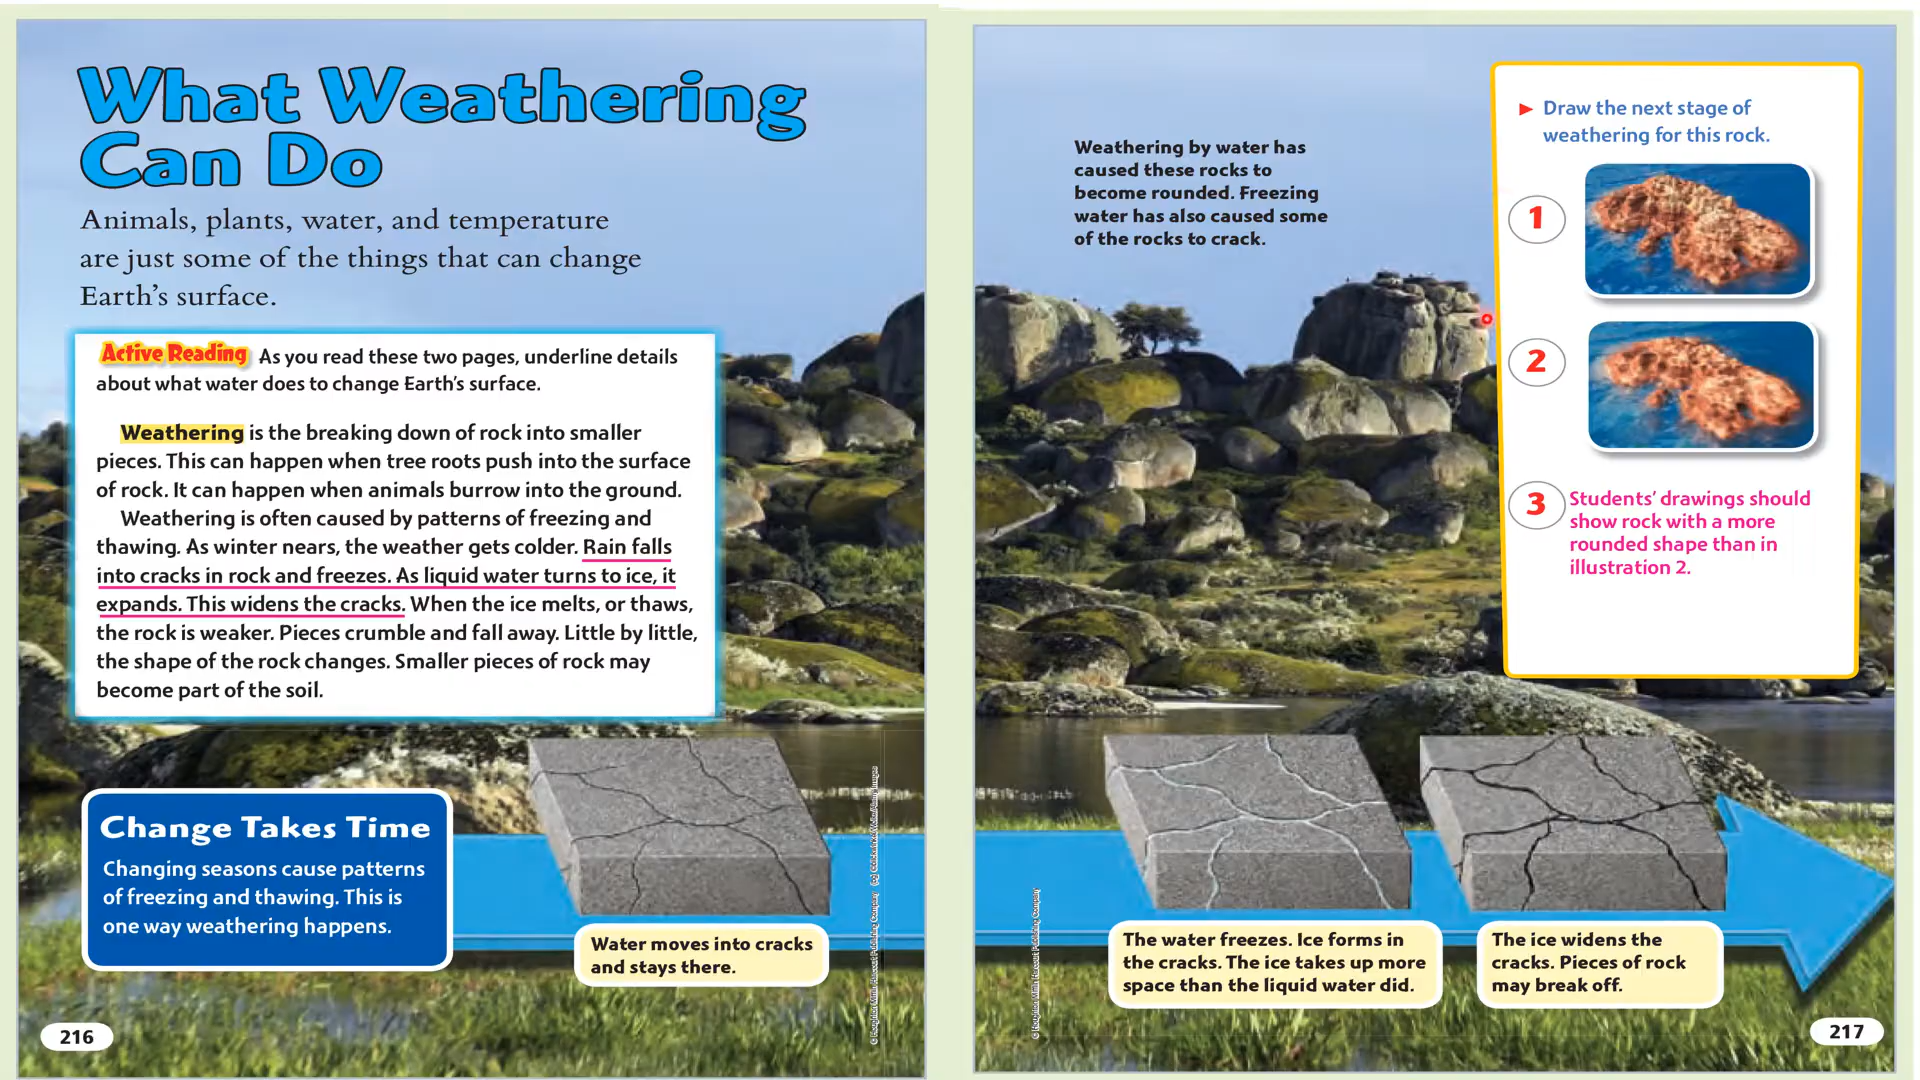 What Weathering
Can Do
Animals, plants, water, and temperature
are just some of the things that can change
Earth's surface.
Active Reading As you read these two pages, underline details
about what water does to change Earth's surface.
Weathering is the breaking down of rock into smaller
pieces. This can happen when tree roots push into the surface
of rock. It can happen when animals burrow into the ground.
Weathering is often caused by patterns of freezing and
thawing. As winter nears, the weather gets colder. Rain falls
into cracks in rock and freezes. As liquid water turns to ice, it
expands. This widens the cracks. When the ice melts, or thaws,
the rock is weaker. Pieces crumble and fall away. Little by little,
the shape of the rock changes. Smaller pieces of rock may
become part of the soil.
Change Takes Time
Changing seasons cause patterns
of freezing and thawing. This is
one way weathering happens.
Water moves into cracks
and stays there.
© Houghton Mifflin Harcourt Publishing Company
216
Weathering by water has
caused these rocks to
become rounded. Freezing
water has also caused some
of the rocks to crack.
► Draw the next stage of
weathering for this rock.
1
2
3
Students' drawings should
show rock with a more
rounded shape than in
illustration 2.
© Houghton Mifflin Harcourt Publishing Company
The water freezes. Ice forms in
the cracks. The ice takes up more
space than the liquid water did.
The ice widens the
cracks. Pieces of rock
may break off.
217